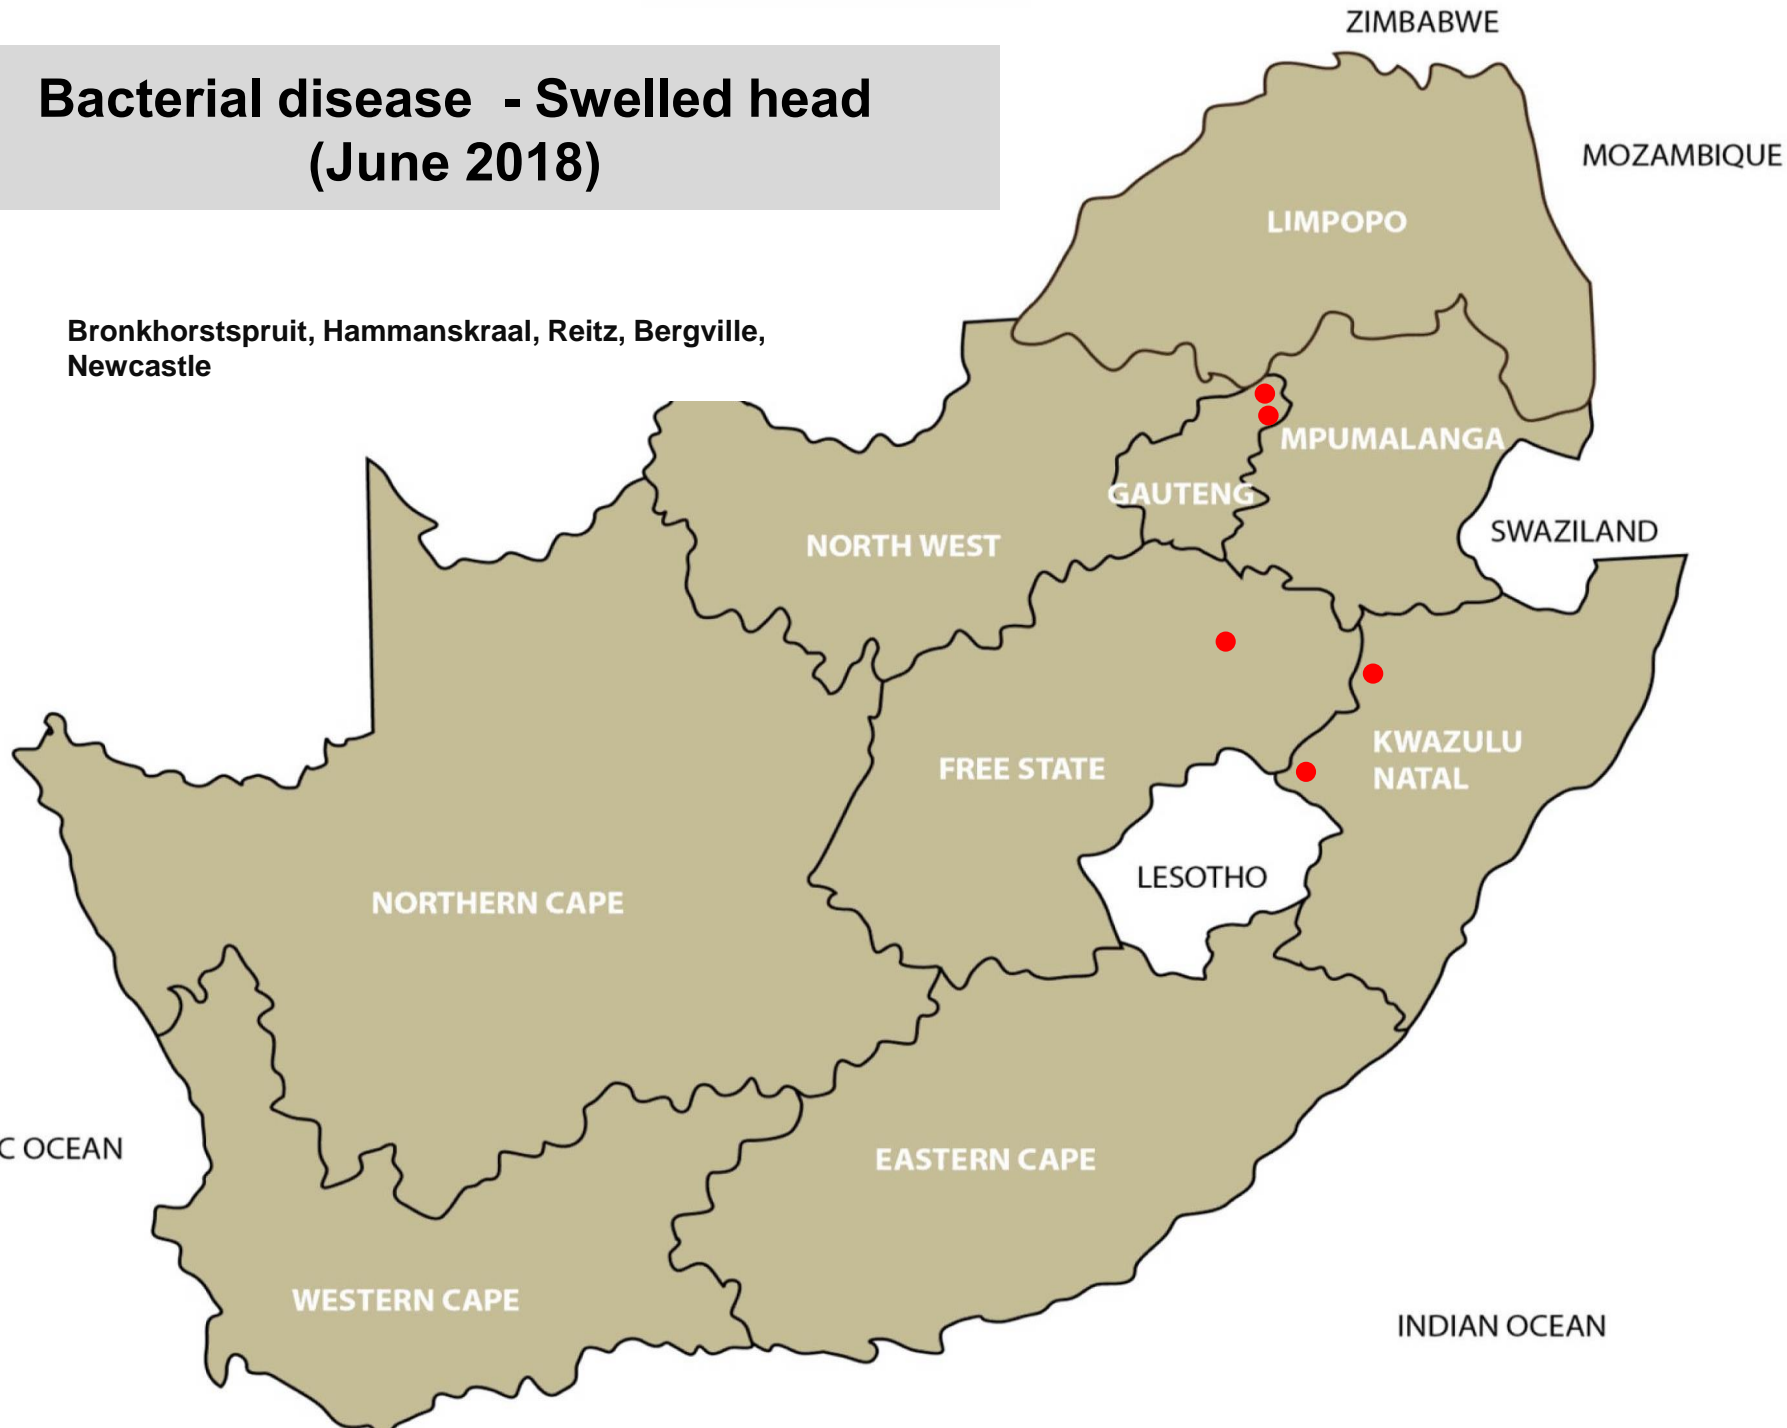 ZIMBABWE
Bacterial disease - Swelled head
(June 2018)
MOZAMBIQUE
LIMPOPO
Bronkhorstspruit, Hammanskraal, Reitz, Bergville,
Newcastle
MPUMALANGA
GAUTENG
SWAZILAND
NORTH WEST
KWAZULU
NATAL
FREE STATE
LESOTHO
NORTHERN CAPE
C OCEAN
EASTERN CAPE
WESTERN CAPE
INDIAN OCEAN